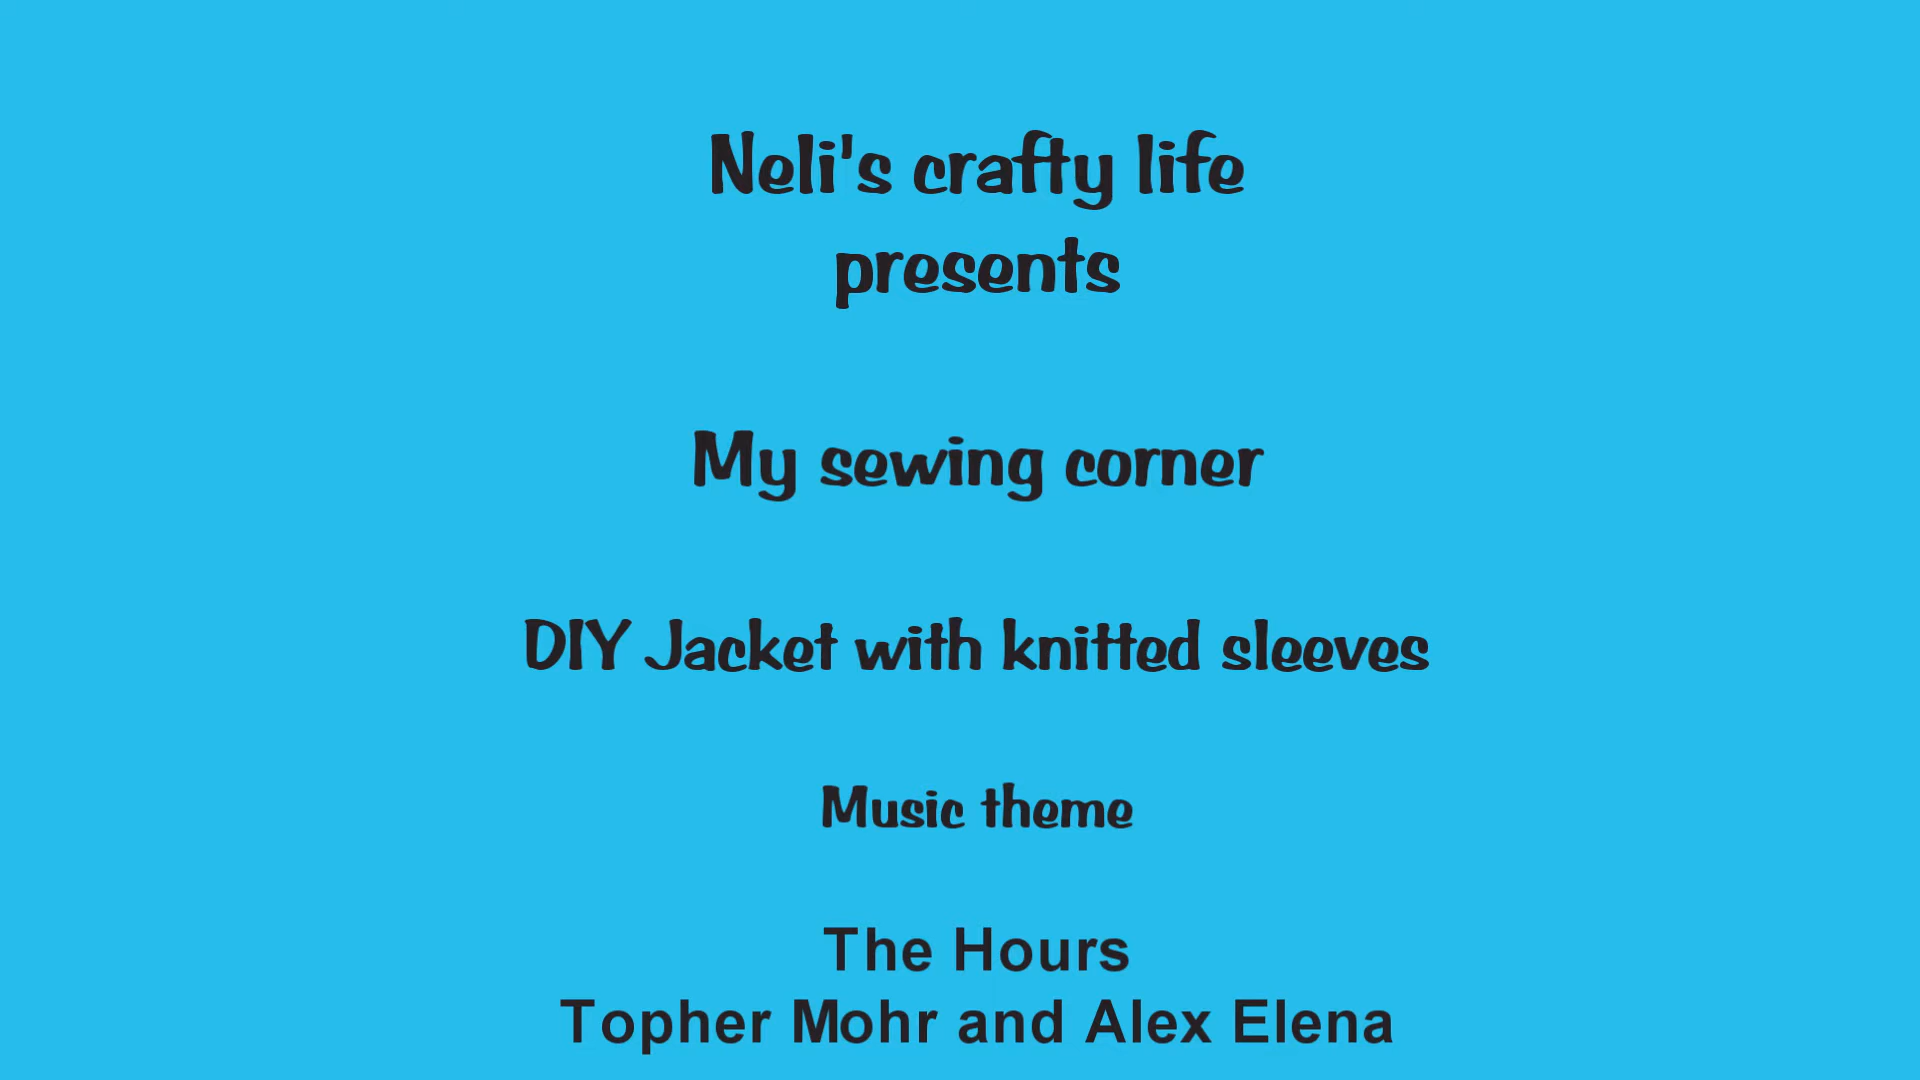 Neli's crafty life
presents
My sewing corner
DIY Jacket with knitted sleeves
Music theme
The Hours
Topher Mohr and Alex Elena